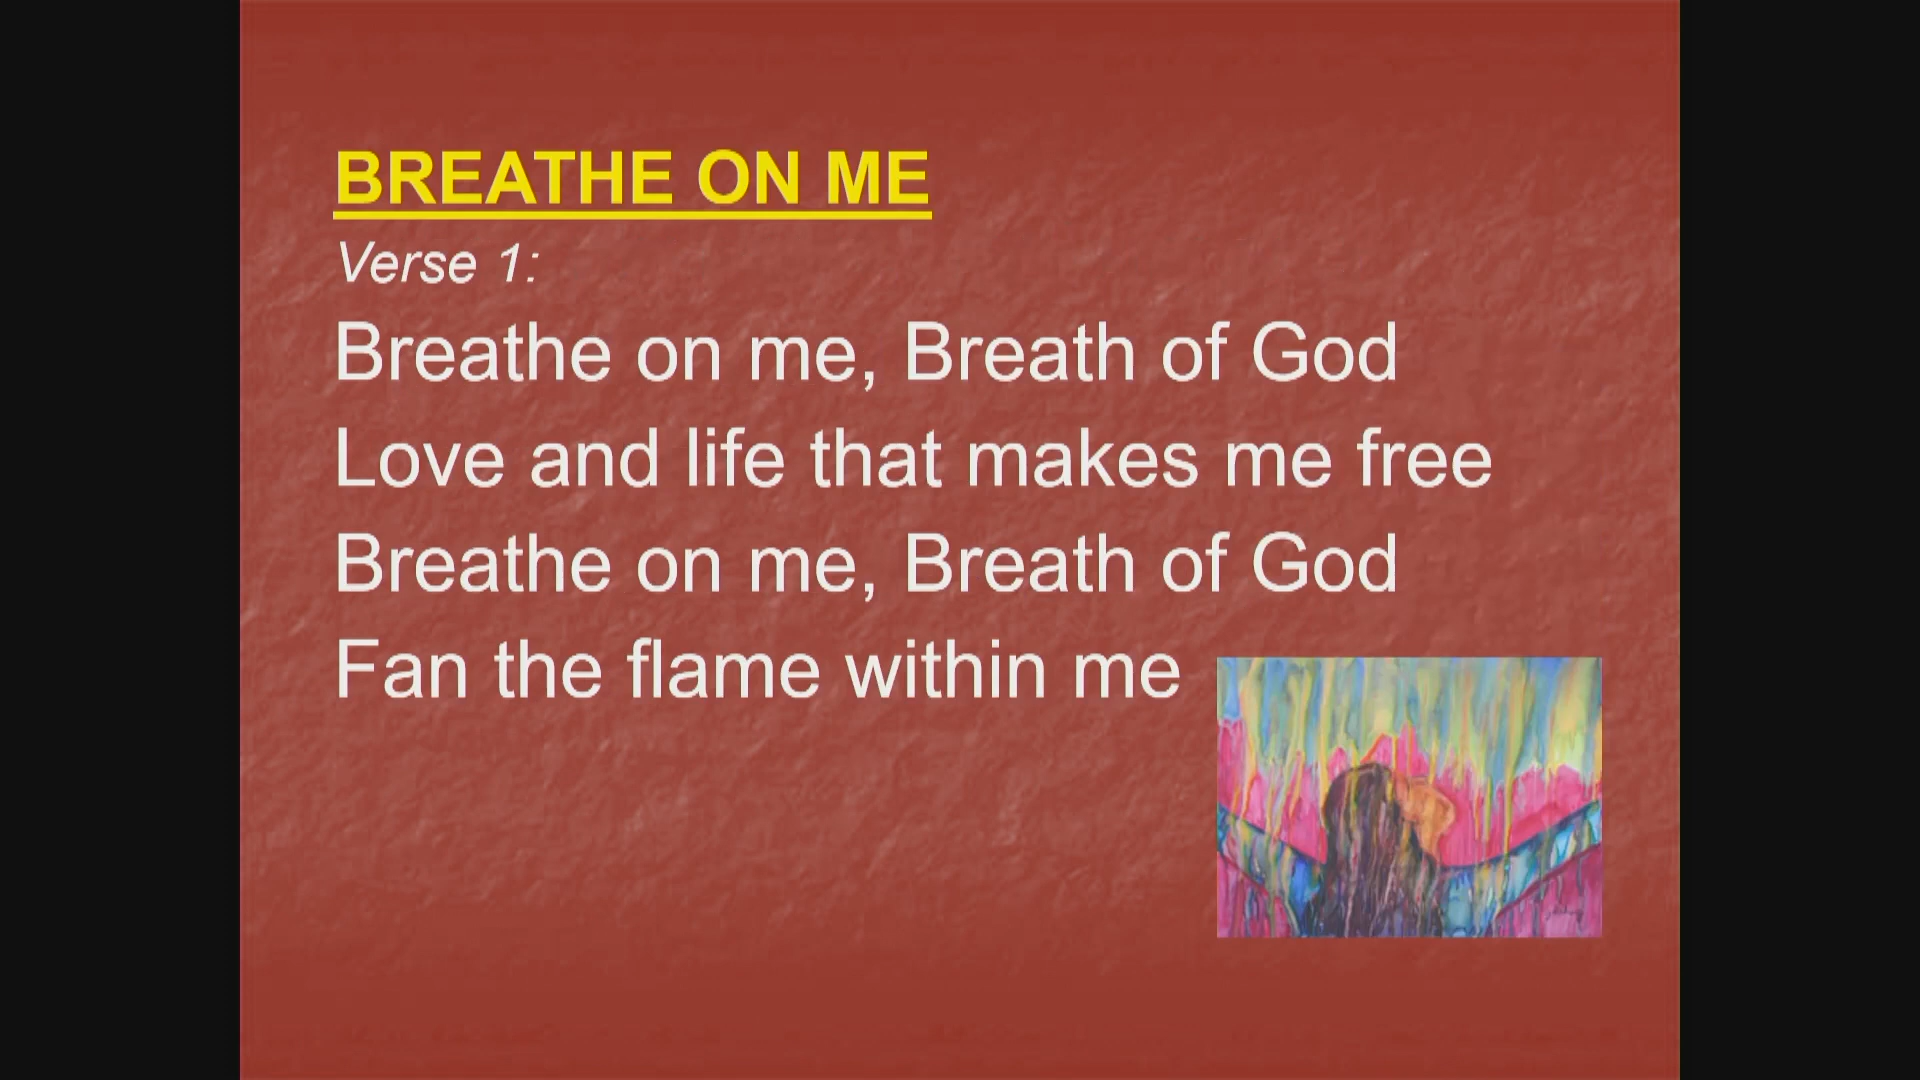 BREATHE ON ME
Verse 1:
Breathe on me, Breath of God
Love and life that makes me free
Breathe on me, Breath of God
Fan the flame within me